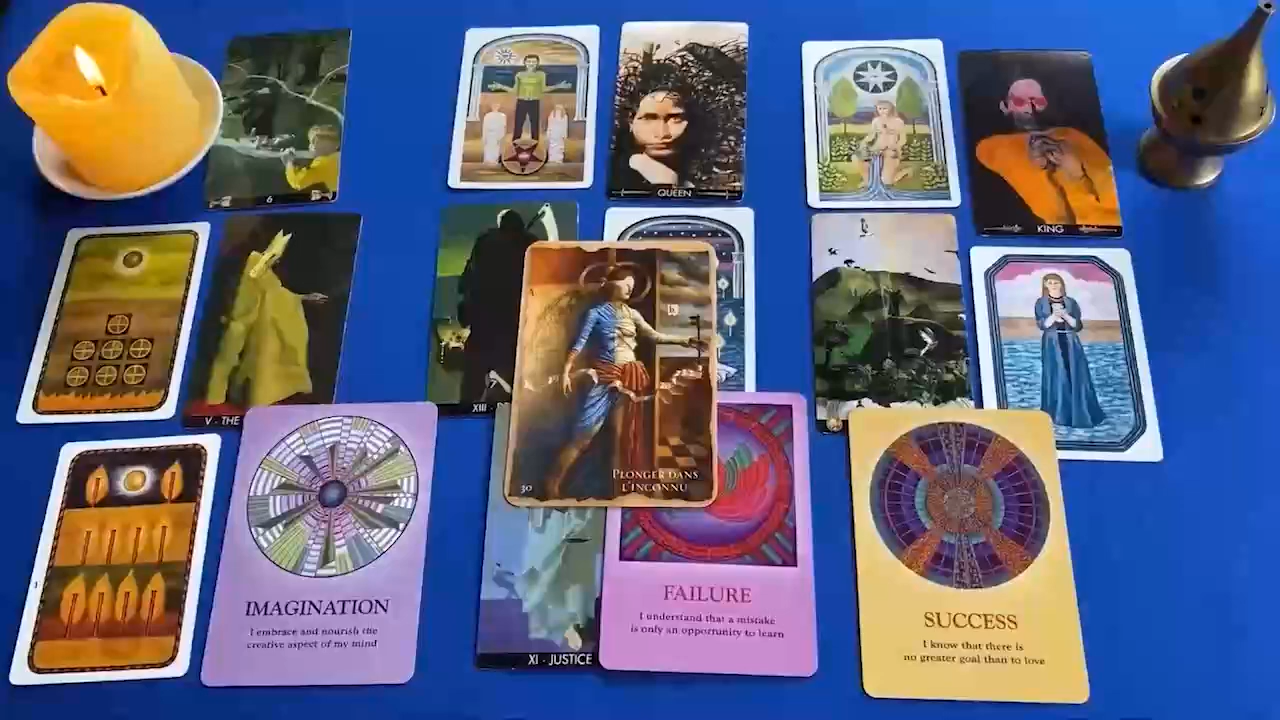 6
QUEEN
KING
V - THE
XIII -
30
PLONGER DANS
L'INCONNU
IMAGINATION
I embrace and nourish the
creative aspect of my mind
XI - JUSTICE
FAILURE
I understand that a mistake
is only an opportunity to learn
SUCCESS
I know that there is
no greater goal than to love